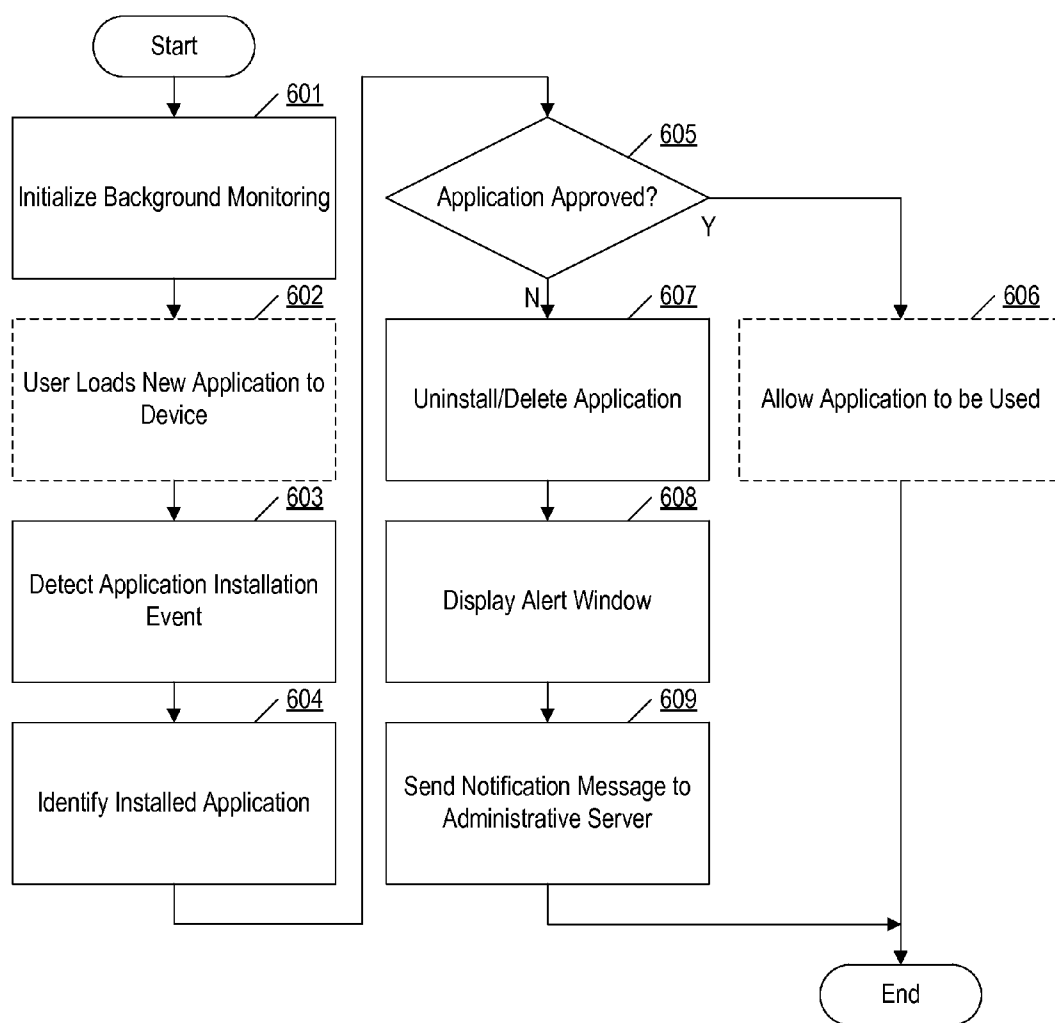 Start
601
Initialize Background Monitoring
602
User Loads New Application to
Device
603
Detect Application Installation
Event
604
Identify Installed Application
605
Application Approved?
Y
N
607
Uninstall/Delete Application
606
Allow Application to be Used
608
Display Alert Window
609
Send Notification Message to
Administrative Server
End